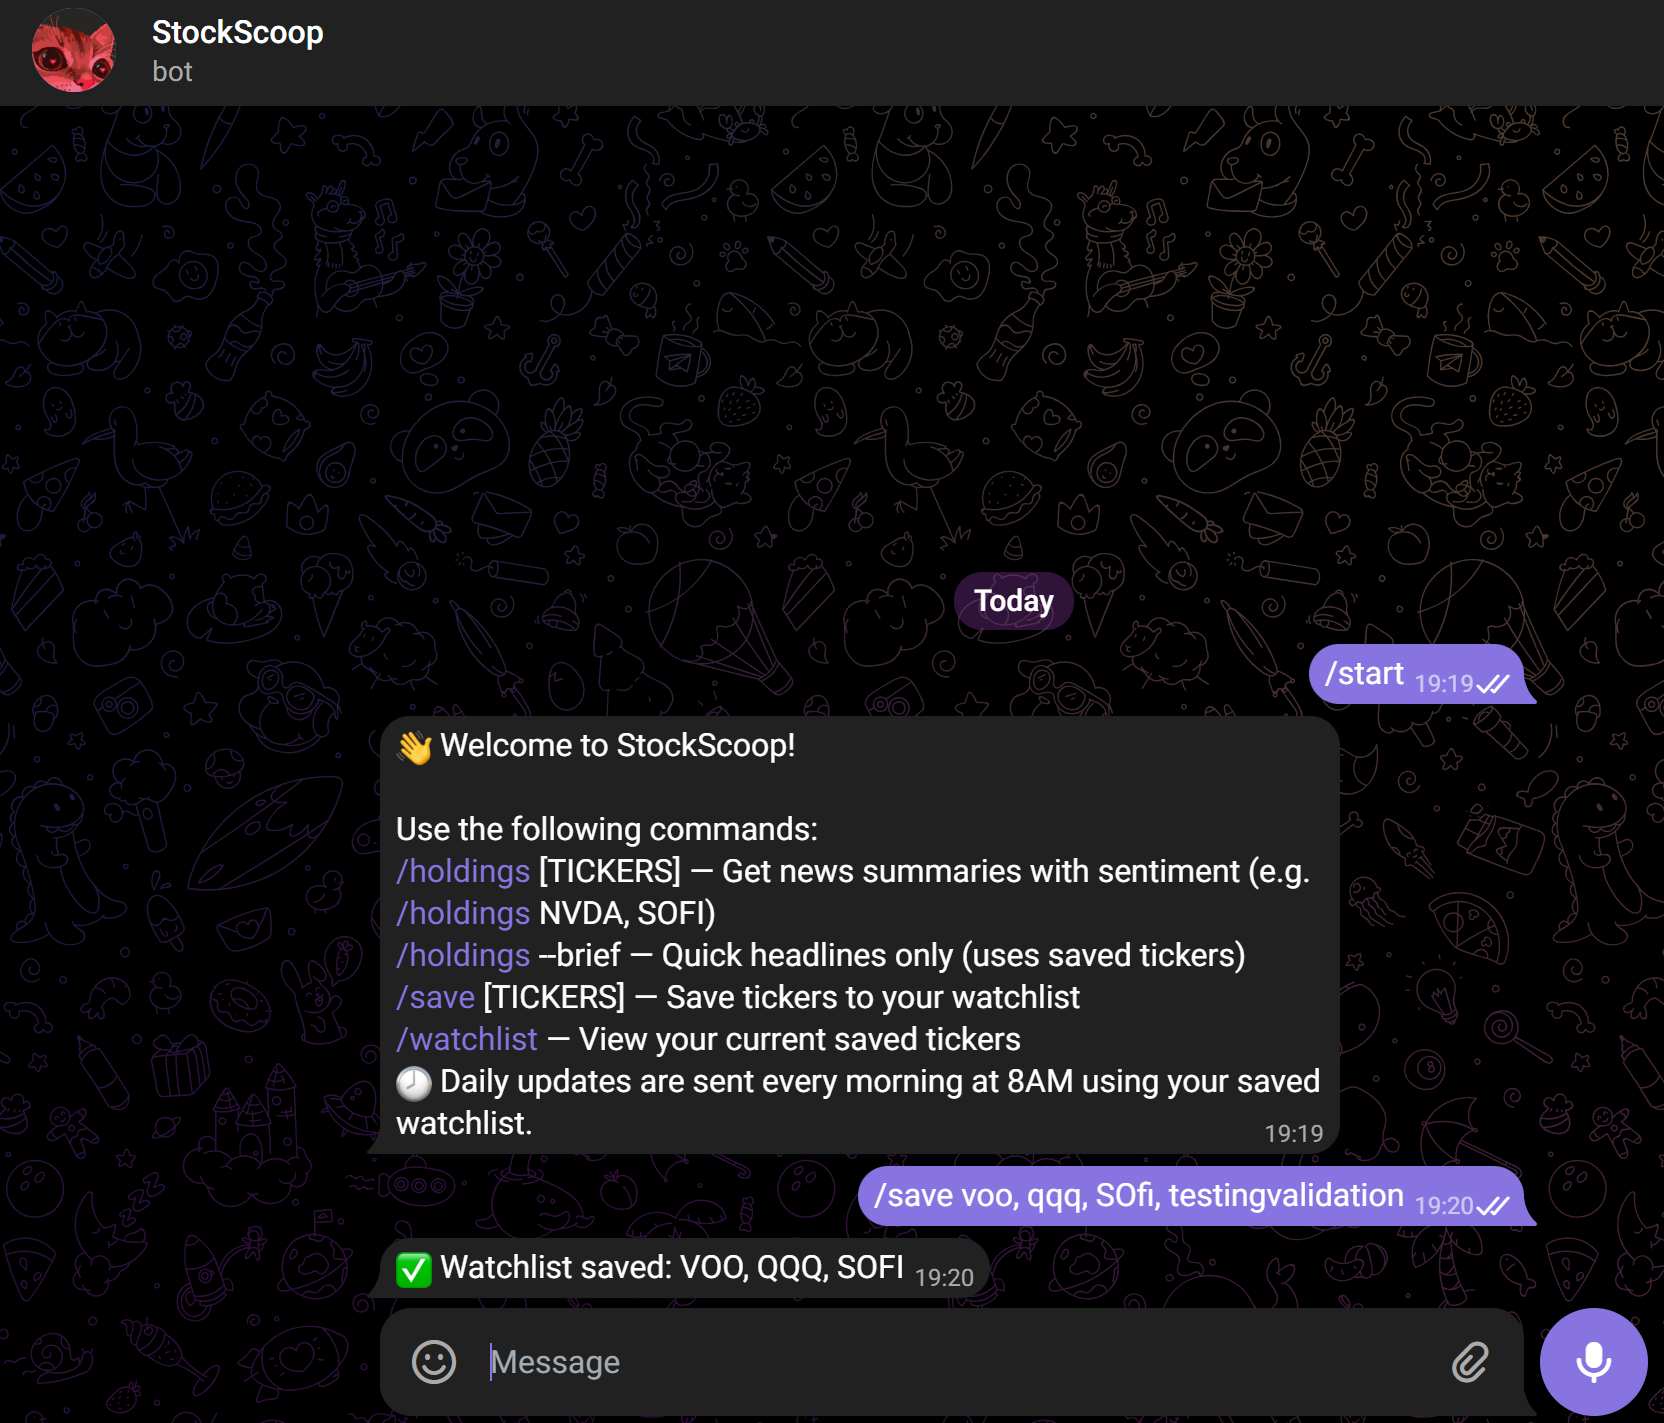 StockScoop
bot
Today
/start 19:19
👋 Welcome to StockScoop!
Use the following commands:
/holdings [TICKERS] — Get news summaries with sentiment (e.g.
/holdings NVDA, SOFI)
/holdings --brief — Quick headlines only (uses saved tickers)
/save [TICKERS] — Save tickers to your watchlist
/watchlist — View your current saved tickers
🕗 Daily updates are sent every morning at 8AM using your saved
watchlist.
19:19
/save voo, qqq, SOfi, testingvalidation 19:20
✅ Watchlist saved: VOO, QQQ, SOFI 19:20
Message